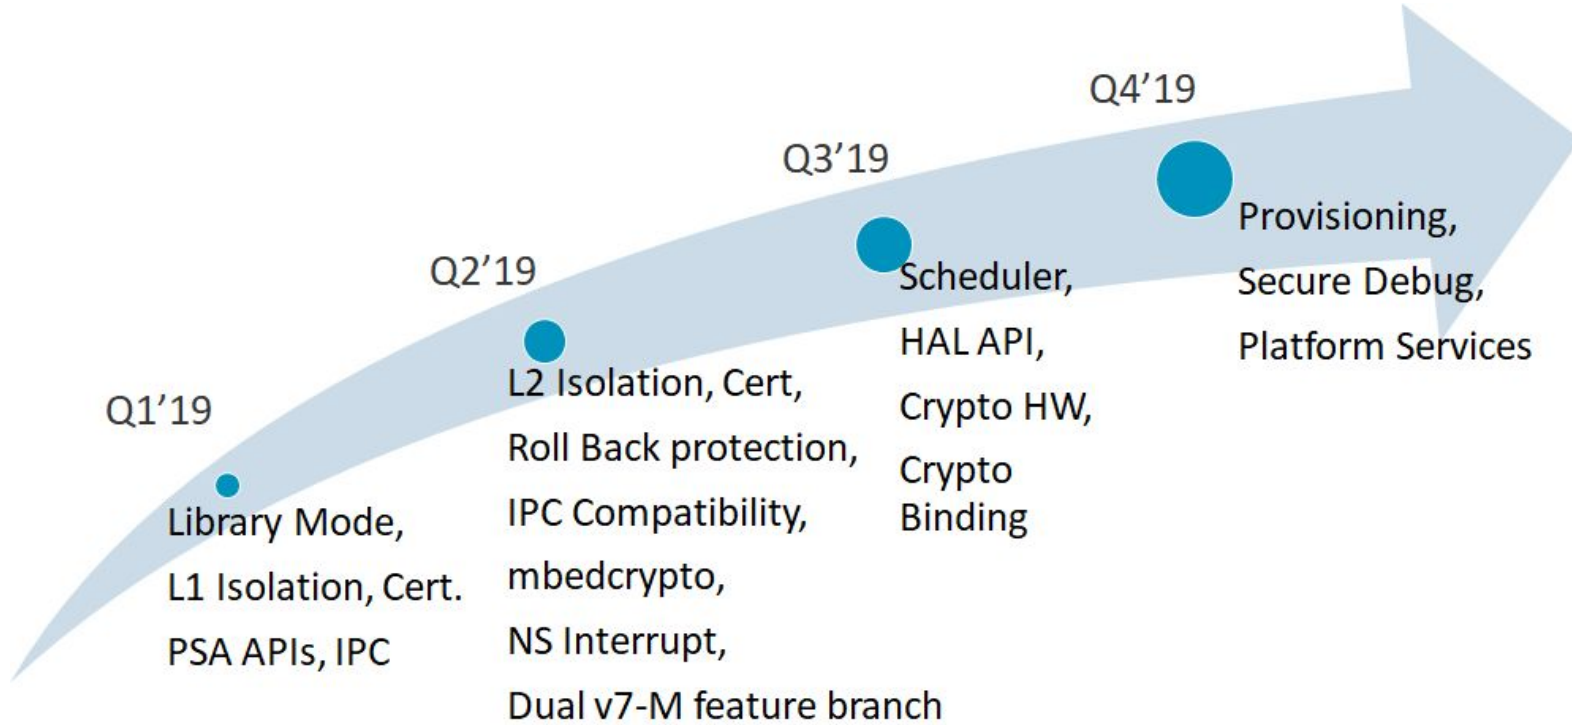 Q1’19
Library Mode,
L1 Isolation, Cert.
PSA APIs, IPC
Q2’19
L2 Isolation, Cert,
Roll Back protection,
IPC Compatibility,
mbedcrypto,
NS Interrupt,
Dual v7-M feature branch
Q3’19
Scheduler,
HAL API,
Crypto HW,
Crypto
Binding
Q4’19
Provisioning,
Secure Debug,
Platform Services